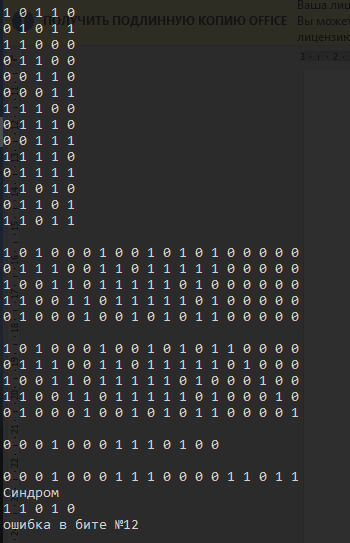 ПОЛУЧИТЬ ПОДЛИННУЮ КОПИЮ OFFICE
Ваша лиц
Вы может
лицензию
1 0 1 1 0
0 1 0 1 1
1 1 0 0 0
0 1 1 0 0
0 0 1 1 0
0 0 0 1 1
1 1 1 0 0
0 1 1 1 0
0 0 1 1 1
1 1 1 1 0
0 1 1 1 1
1 1 0 1 0
0 1 1 0 1
1 1 0 1 1
1 0 1 0 0 0 1 0 0 1 0 1 0 1 0 0 0 0 0
0 1 1 1 0 0 1 1 0 1 1 1 1 1 0 0 0 0 0
1 0 0 1 1 0 1 1 1 1 1 0 1 0 0 0 0 0 0
1 1 0 0 1 1 0 1 1 1 1 1 0 1 0 0 0 0 0
0 1 0 0 0 1 0 0 1 0 1 0 1 1 0 0 0 0 0
1 0 1 0 0 0 1 0 0 1 0 1 0 1 1 0 0 0 0
0 1 1 1 0 0 1 1 0 1 1 1 1 1 0 1 0 0 0
1 0 0 1 1 0 1 1 1 1 1 0 1 0 0 0 1 0 0
1 1 0 0 1 1 0 1 1 1 1 1 0 1 0 0 0 1 0
0 1 0 0 0 1 0 0 1 0 1 0 1 1 0 0 0 0 1
0 0 0 1 0 0 0 1 1 1 0 1 0 0
0 0 0 1 0 0 0 1 1 1 0 0 0 0 1 1 0 1 1
Синдром
1 1 0 1 0
ошибка в бите №12